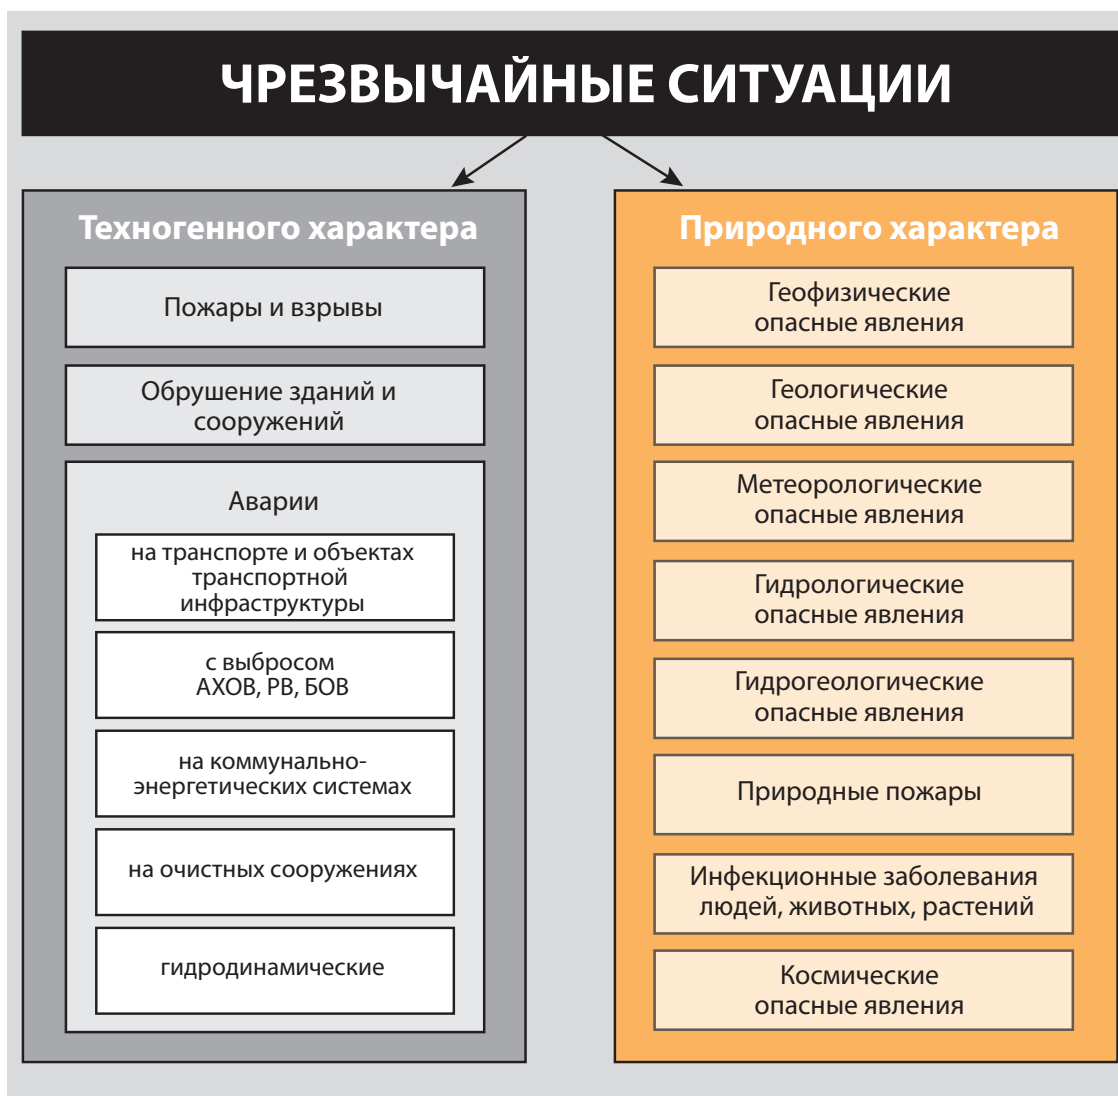 ЧРЕЗВЫЧАЙНЫЕ СИТУАЦИИ
Техногенного характера
Пожары и взрывы
Обрушение зданий и
сооружений
Аварии
на транспорте и объектах
транспортной
инфраструктуры
с выбросом
АХОВ, РВ, БОВ
на коммунально-
энергетических системах
на очистных сооружениях
гидродинамические
Природного характера
Геофизические
опасные явления
Геологические
опасные явления
Метеорологические
опасные явления
Гидрологические
опасные явления
Гидрогеологические
опасные явления
Природные пожары
Инфекционные заболевания
людей, животных, растений
Космические
опасные явления